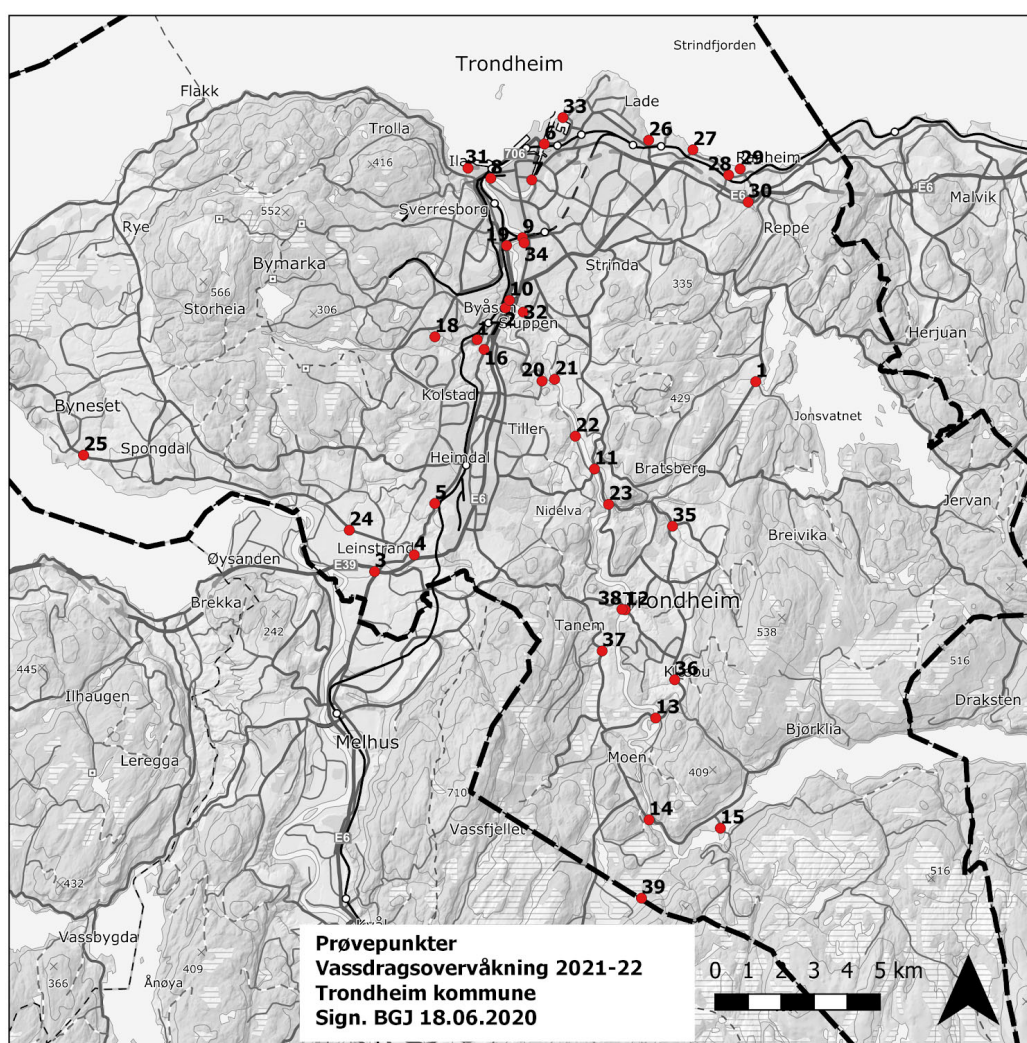 Strindfjorden
Trondheim
Flakk
33
Lade
Trolla
6
26
27
706
416
Ila
31
8
7
28
29
Ranheim
E6
30
E6
Malvik
552
Sverresborg
Rye
9
19
34
Reppe
Bymarka
Strinda
566
335
Storheia
306
10
Byåsen
32
2
Sluppen
Herjuan
18
17
16
20
21
1
Kolstad
429
Byneset
Jonsvatnet
Tiller
25
Spongdal
22
Heimdal
11
Bratsberg
E6
5
23
Jervan
Nidelva
24
35
Breivika
Leinstrand
4
Øysanden
E39
3
Brekka
38
12
Trondheim
Tanem
242
538
37
516
445
36
Klæbu
Ilhaugen
Draksten
13
Bjørklia
Melhus
Moen
Leregga
409
710
14
15
Vassfjellet
E6
432
516
39
Vassbygda
409
366
Ånøya
Prøvepunkter
Vassdragsovervåkning 2021-22
Trondheim kommune
Sign. BGJ 18.06.2020
0 1 2 3 4 5 km